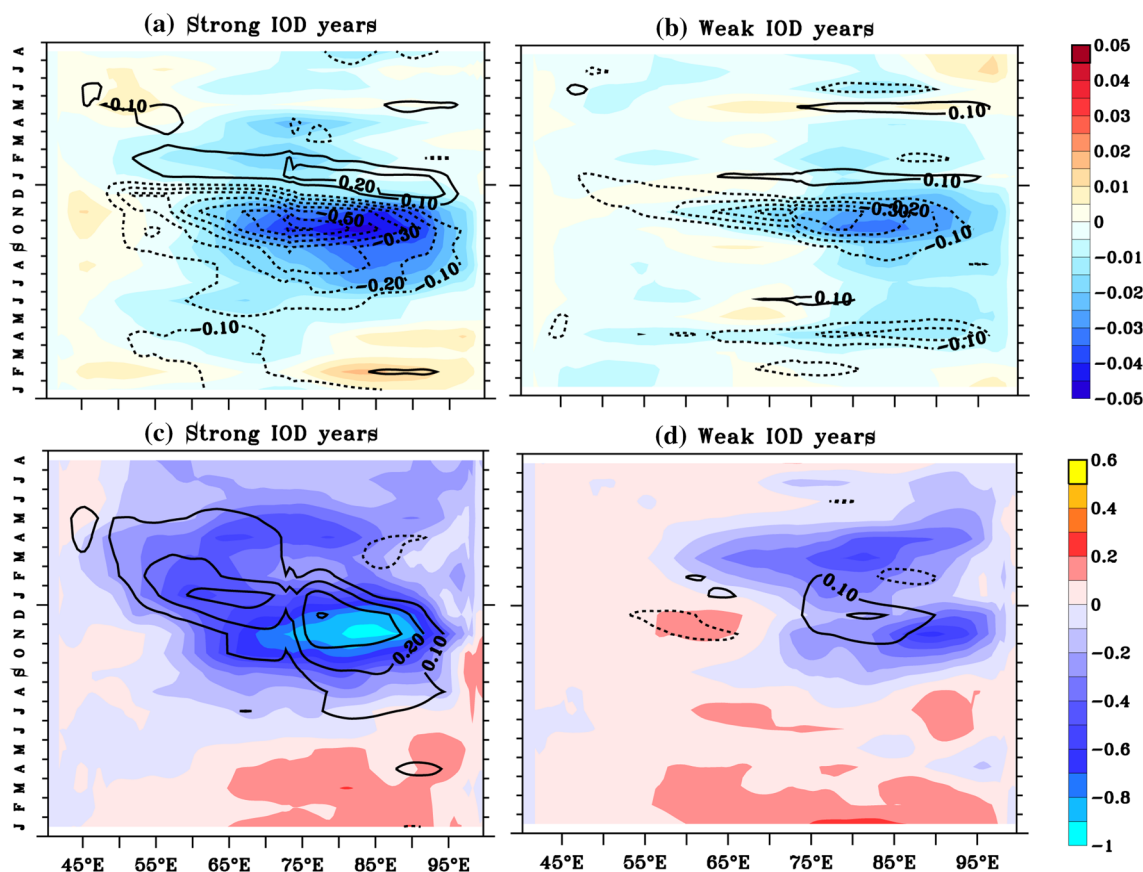 (a) Strong IOD years
(b) Weak IOD years
A
J
J
M
A
M
F
J
D
N
O
S
A
J
J
M
A
M
F
J
-0.10
0.20
0.10
-0.50
-0.30
-0.20
-0.10
-0.10
0.10
0.10
-0.30
-0.20
-0.10
0.10
-0.10
0.05
0.04
0.03
0.02
0.01
0
-0.01
-0.02
-0.03
-0.04
-0.05
(c) Strong IOD years
(d) Weak IOD years
A
J
J
M
A
M
F
J
D
N
O
S
A
J
J
M
A
M
F
J
0.20
0.10
0.10
0.6
0.4
0.2
0
-0.2
-0.4
-0.6
-0.8
-1
45°E 55°E 65°E 75°E 85°E 95°E
45°E 55°E 65°E 75°E 85°E 95°E